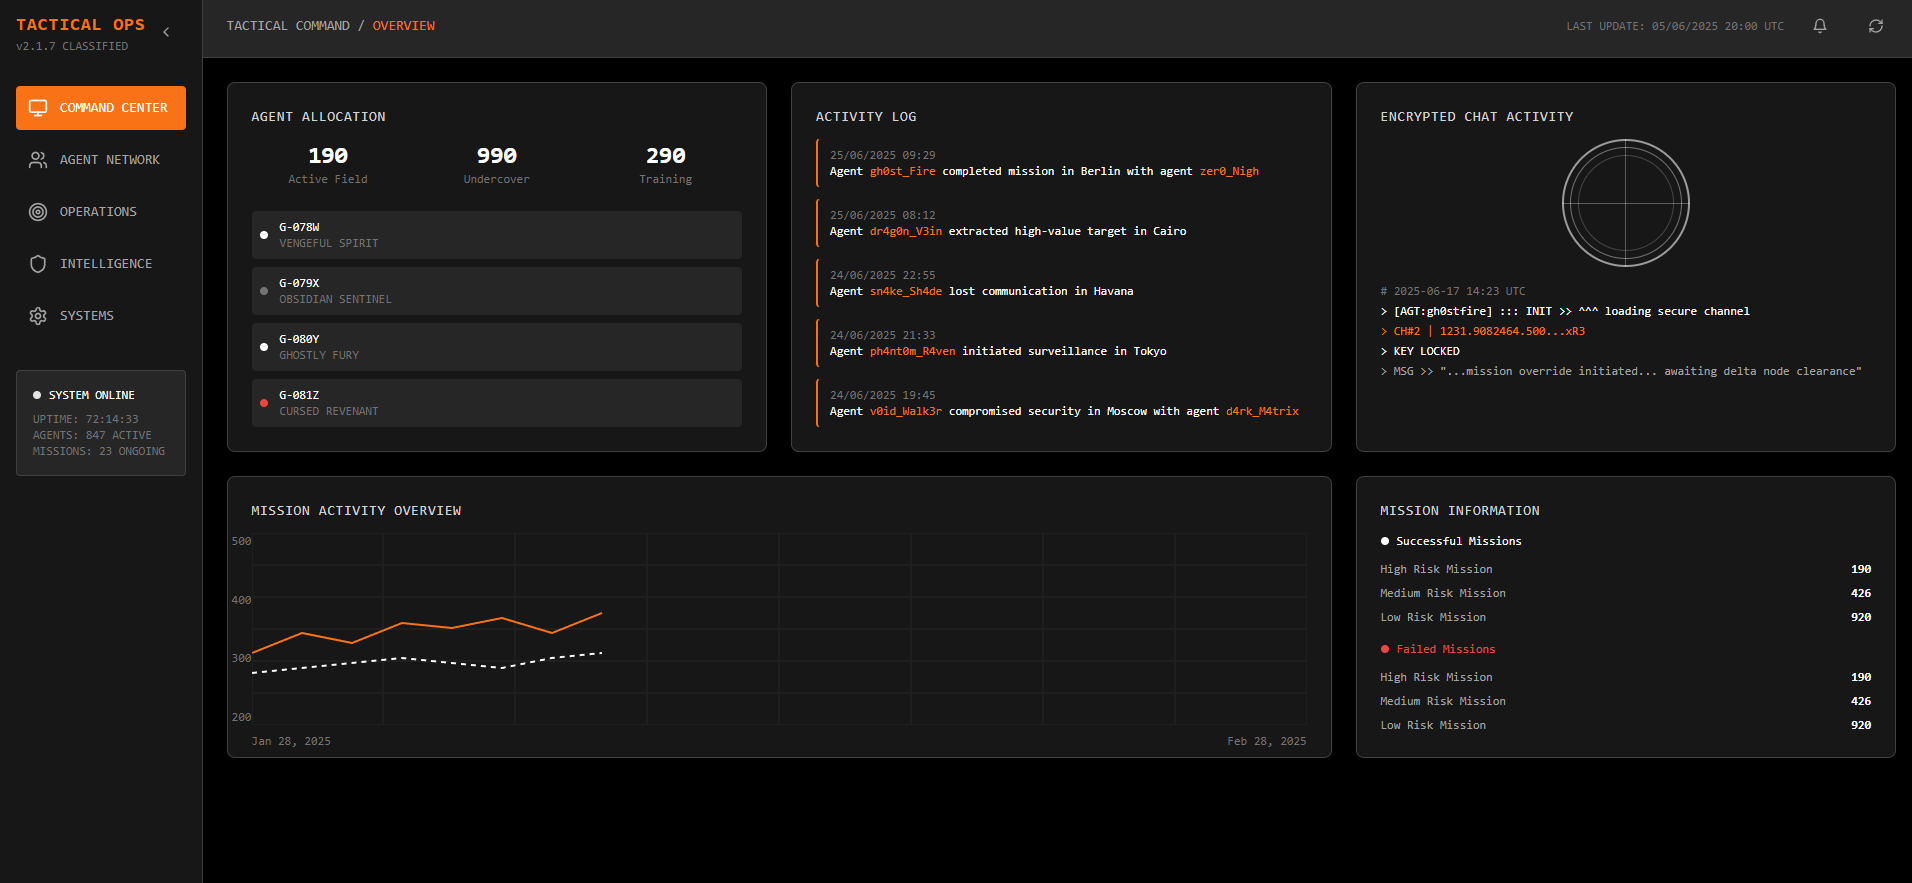 TACTICAL OPS
v2.1.7 CLASSIFIED
COMMAND CENTER
AGENT NETWORK
OPERATIONS
INTELLIGENCE
SYSTEMS
SYSTEM ONLINE
UPTIME: 72:14:33
AGENTS: 847 ACTIVE
MISSIONS: 23 ONGOING
TACTICAL COMMAND / OVERVIEW
LAST UPDATE: 05/06/2025 20:00 UTC
AGENT ALLOCATION
190
Active Field
990
Undercover
290
Training
G-078W
VENGEFUL SPIRIT
G-079X
OBSIDIAN SENTINEL
G-080Y
GHOSTLY FURY
G-081Z
CURSED REVENANT
ACTIVITY LOG
25/06/2025 09:29
Agent gh0st_Fire completed mission in Berlin with agent zer0_Nigh
25/06/2025 08:12
Agent dr4g0n_V3in extracted high-value target in Cairo
24/06/2025 22:55
Agent sn4ke_Sh4de lost communication in Havana
24/06/2025 21:33
Agent ph4nt0m_R4ven initiated surveillance in Tokyo
24/06/2025 19:45
Agent v0id_Walk3r compromised security in Moscow with agent d4rk_M4trix
ENCRYPTED CHAT ACTIVITY
# 2025-06-17 14:23 UTC
> [AGT:gh0stfire] ::: INIT >> ^^^ loading secure channel
> CH#2 | 1231.9082464.500...xR3
> KEY LOCKED
> MSG >> "...mission override initiated... awaiting delta node clearance"
MISSION ACTIVITY OVERVIEW
500
400
300
200
Jan 28, 2025
Feb 28, 2025
MISSION INFORMATION
Successful Missions
High Risk Mission 190
Medium Risk Mission 426
Low Risk Mission 920
Failed Missions
High Risk Mission 190
Medium Risk Mission 426
Low Risk Mission 920